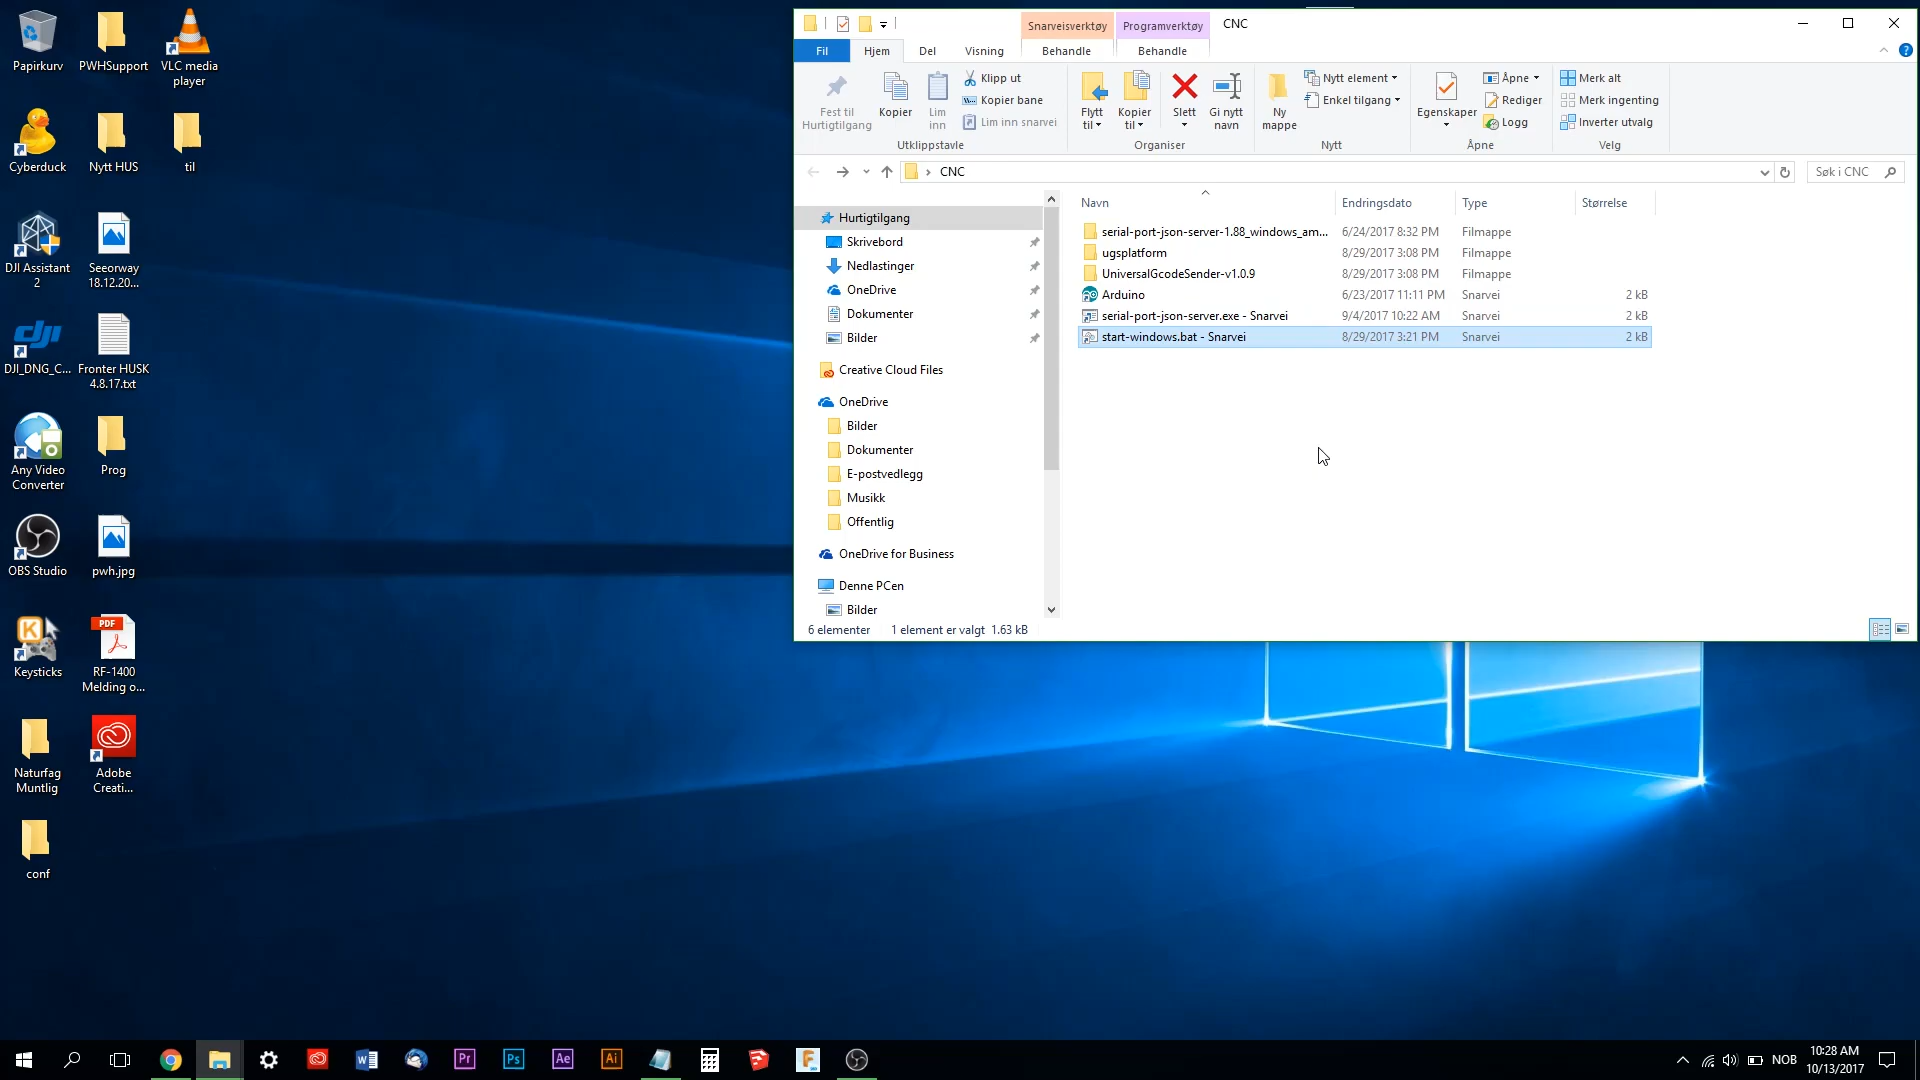 Papirkurv
PWHSupport
VLC media
player
Cyberduck
Nytt HUS
til
DJI Assistant
2
Seeorway
18.12.20...
dji
DJI_DNG_C...
Fronter HUSK
4.8.17.txt
Any Video
Converter
Prog
OBS Studio
pwh.jpg
Keysticks
PDF
RF-1400
Melding o...
Naturfag
Muntlig
Adobe
Creati...
conf
Snarveisverktøy
Programverktøy
CNC
Fil
Hjem
Del
Visning
Behandle
Behandle
Fest til
Hurtigtilgang
Kopier
Lim
inn
Klipp ut
Kopier bane
Lim inn snarvei
Utklippstavle
Flytt
til
Kopier
til
Slett
Gi nytt
navn
Organiser
Ny
mappe
Nytt element
Enkel tilgang
Nytt
Egenskaper
Åpne
Rediger
Logg
Åpne
Merk alt
Merk ingenting
Inverter utvalg
Velg
CNC
Søk i CNC
Hurtigtilgang
Skrivebord
Nedlastinger
OneDrive
Dokumenter
Bilder
Creative Cloud Files
OneDrive
Bilder
Dokumenter
E-postvedlegg
Musikk
Offentlig
OneDrive for Business
Denne PCen
Bilder
Navn Endringsdato Type Størrelse
serial-port-json-server-1.88_windows_am... 6/24/2017 8:32 PM Filmappe
ugsplatform 8/29/2017 3:08 PM Filmappe
UniversalGcodeSender-v1.0.9 8/29/2017 3:08 PM Filmappe
Arduino 6/23/2017 11:11 PM Snarvei 2 kB
serial-port-json-server.exe - Snarvei 9/4/2017 10:22 AM Snarvei 2 kB
start-windows.bat - Snarvei 8/29/2017 3:21 PM Snarvei 2 kB
6 elementer 1 element er valgt 1.63 kB
Pr
Ps
Ae
Ai
NOB
10:28 AM
10/13/2017